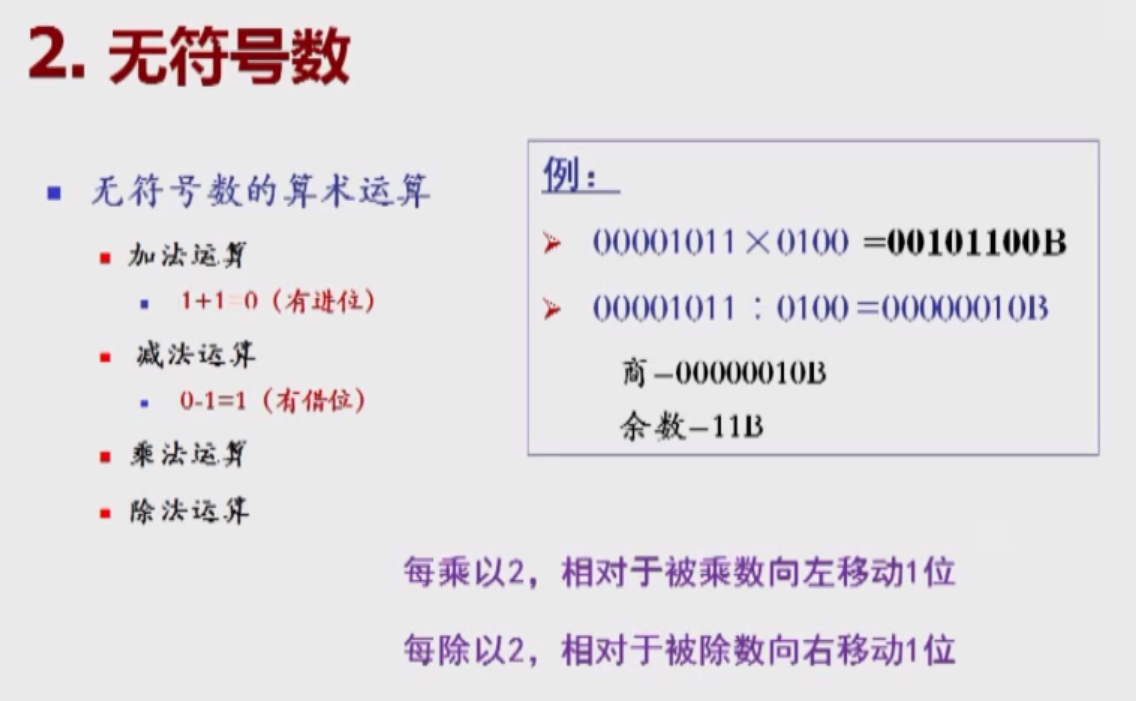 2. 无符号数
无符号数的算术运算
加法运算
1+1=0（有进位）
减法运算
0-1=1（有借位）
乘法运算
除法运算
例：
00001011×0100 =00101100B
00001011 : 0100 =00000010B
商 –00000010B
余数–11B
每乘以2，相对于被乘数向左移动1位
每除以2，相对于被除数向右移动1位